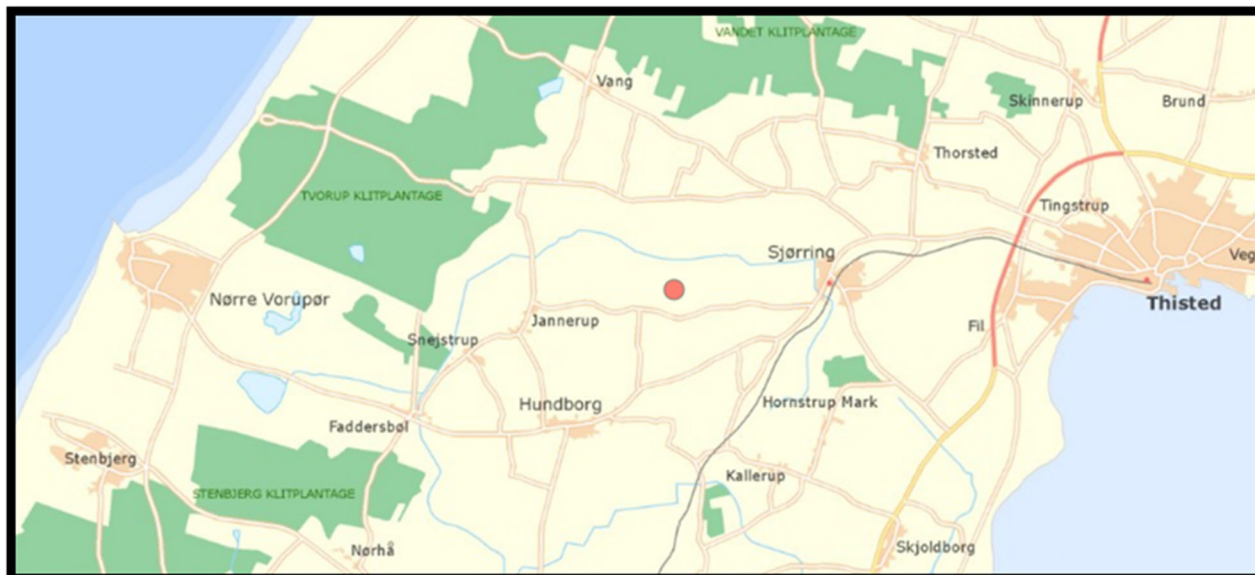 VANDET KLITPLANTAGE
Vang
Skinnerup
Brund
Thorsted
TVORUP KLITPLANTAGE
Tingstrup
Sjørring
Veg
Nørre Vorupør
Thisted
Jannerup
Fil
Snejstrup
Hundborg
Hornstrup Mark
Faddersbøl
Stenbjerg
Kallerup
STENBJERG KLITPLANTAGE
Nørhå
Skjoldborg